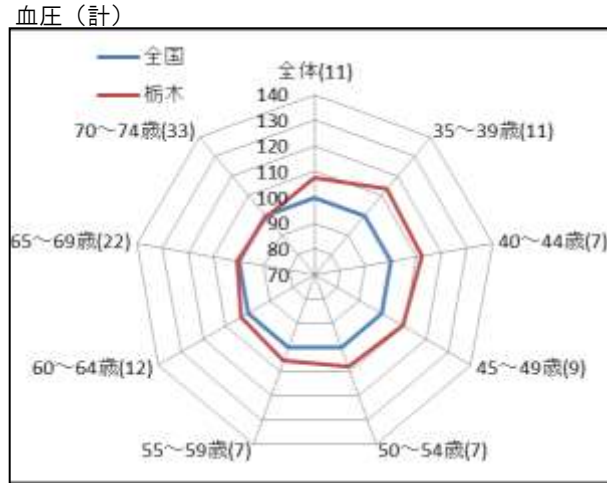 血圧（計）
全国
栃木
全体(11)
35～39歳(11)
40～44歳(7)
45～49歳(9)
50～54歳(7)
55～59歳(7)
60～64歳(12)
65～69歳(22)
70～74歳(33)
140
130
120
110
100
90
80
70